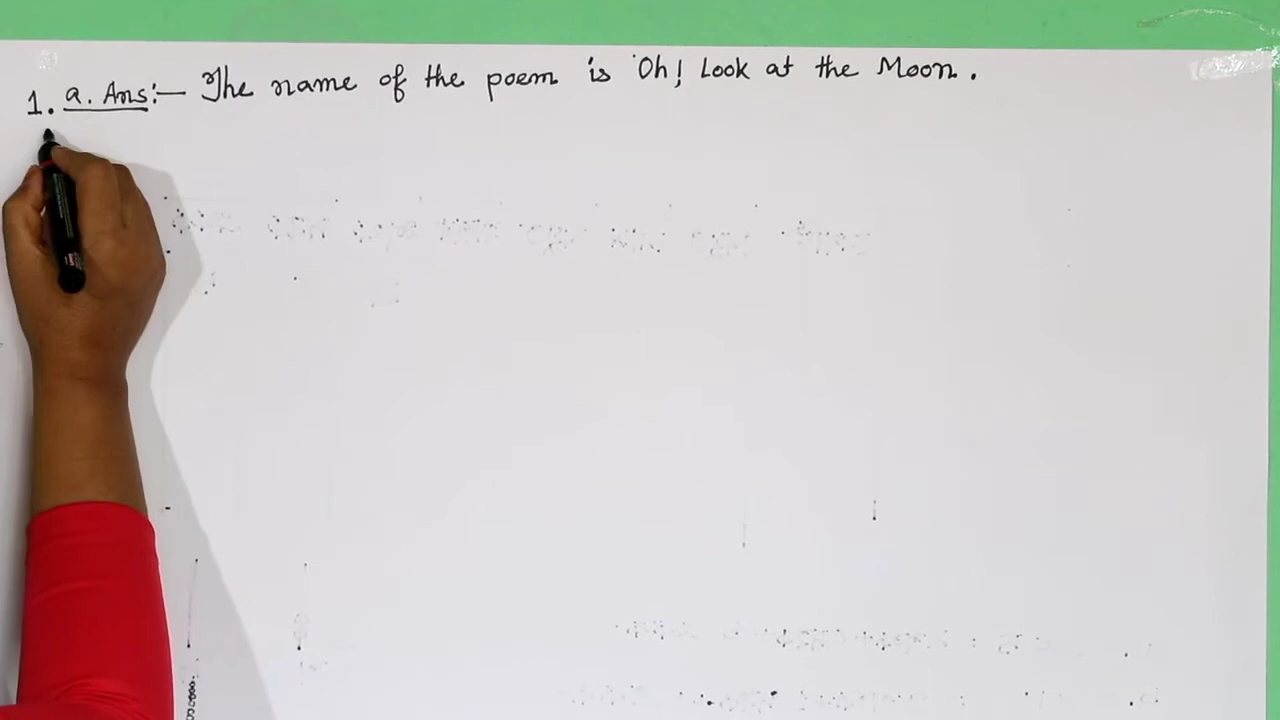 1. a. Ans:— The name of the poem is 'Oh! Look at the Moon.